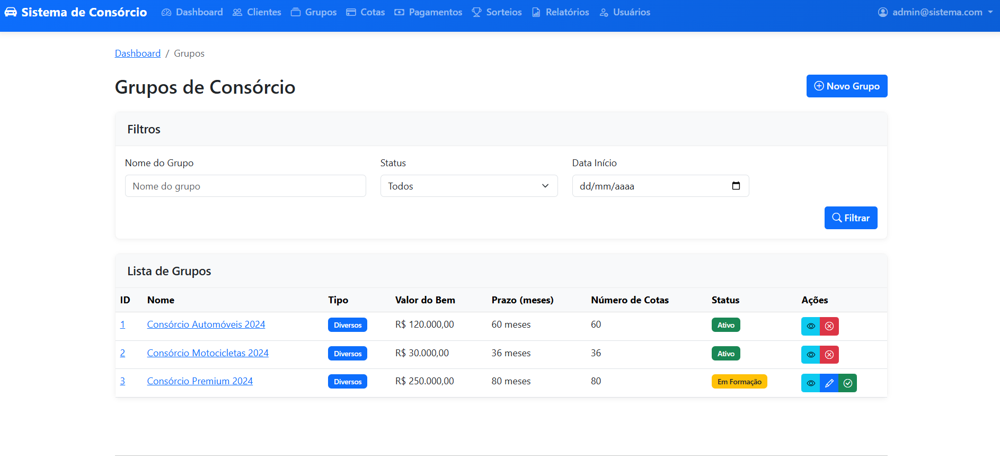 Sistema de Consórcio Dashboard Clientes Grupos Cotas Pagamentos Sorteios Relatórios Usuários admin@sistema.com
Dashboard / Grupos
Grupos de Consórcio Novo Grupo
Filtros
Nome do Grupo Status Data Início
Nome do grupo Todos dd/mm/aaaa
Filtrar
Lista de Grupos
ID Nome Tipo Valor do Bem Prazo (meses) Número de Cotas Status Ações
1 Consórcio Automóveis 2024 Diversos R$ 120.000,00 60 meses 60 Ativo
2 Consórcio Motocicletas 2024 Diversos R$ 30.000,00 36 meses 36 Ativo
3 Consórcio Premium 2024 Diversos R$ 250.000,00 80 meses 80 Em Formação